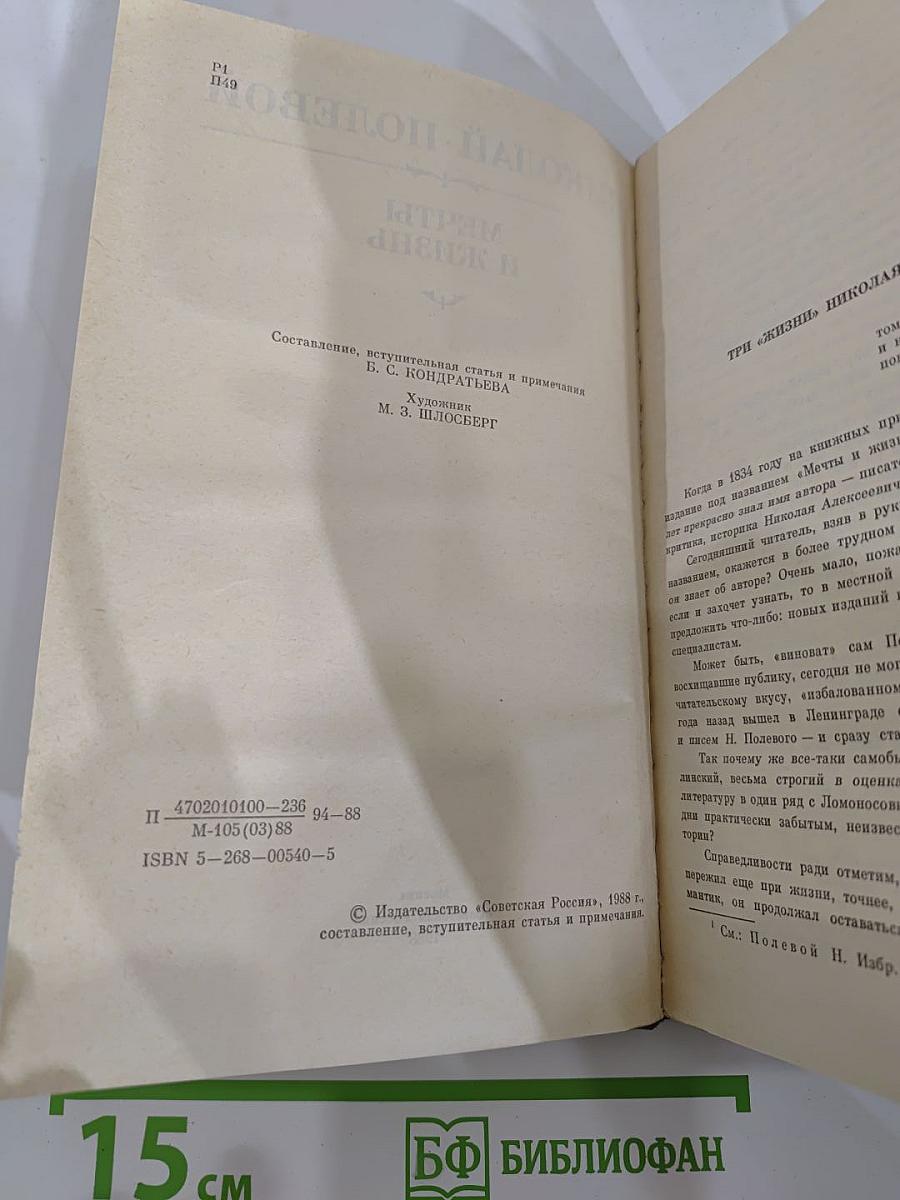 Р1
П49
Составление, вступительная статья и примечания
Б. С. КОНДРАТЬЕВА
Художник
М. З. ШЛОСБЕРГ
П 4702010100—236 94—88
М-105(03)88
ISBN 5—268—00540—5
© Издательство «Советская Россия», 1988 г.,
составление, вступительная статья и примечания.
ТРИ «ЖИЗНИ» НИКОЛАЯ
том
и н
пот
Когда в 1834 году на книжных при
издание под названием «Мечты и жизн
лет прекрасно знал имя автора — писат
критика, историка Николая Алексеевич
Сегодняшний читатель, взяв в рук
названием, окажется в более трудном
он знает об авторе? Очень мало, пожа
если и захочет узнать, то в местной
предложить что-либо: новых изданий
специалистам.
Может быть, «виноват» сам По
восхищавшие публику, сегодня не мог
читательскому вкусу, «избалованном
года назад вышел в Ленинграде
и писем Н. Полевого — и сразу ста
Так почему же все-таки самобы
линский, весьма строгий в оценка
литературу в один ряд с Ломоносов
дни практически забытым, неизвес
тории?
Справедливости ради отметим,
пережил еще при жизни, точнее,
мантик, он продолжал оставатьс
¹ См.: Полевой Н. Избр.
15 см
БФ БИБЛИОФАН